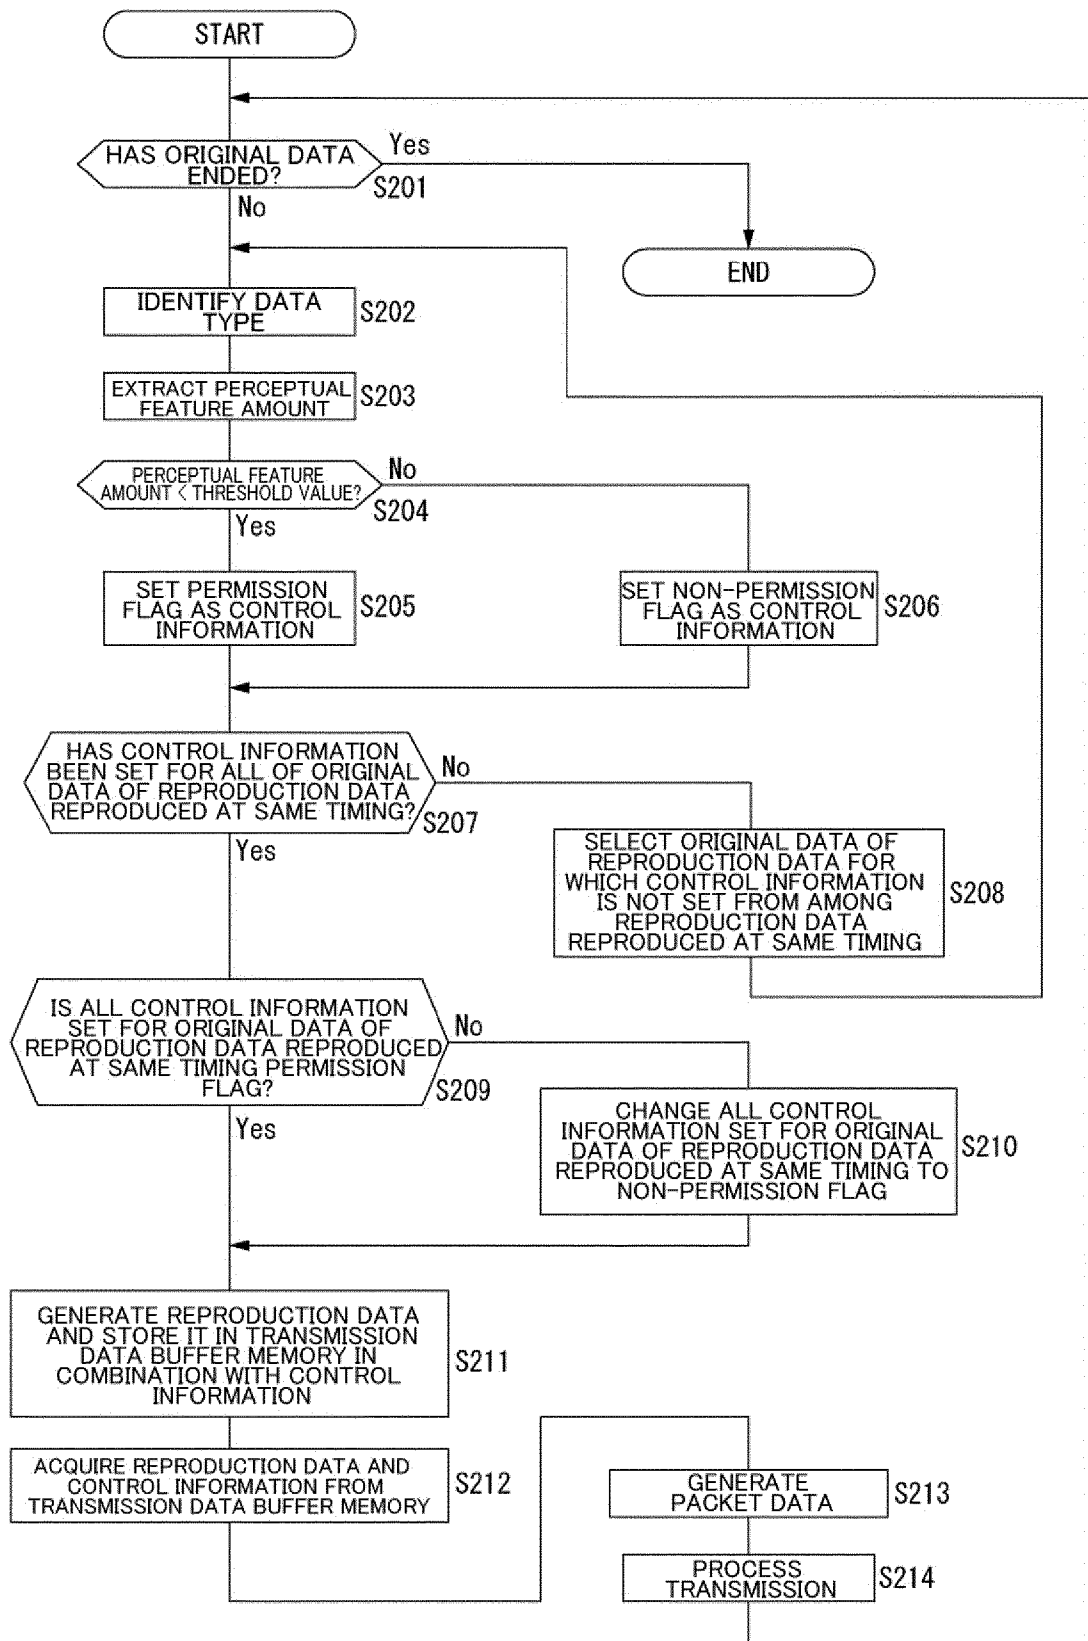 START
HAS ORIGINAL DATA
ENDED?
Yes
S201
No
END
IDENTIFY DATA
TYPE
S202
EXTRACT PERCEPTUAL
FEATURE AMOUNT
S203
PERCEPTUAL FEATURE
AMOUNT < THRESHOLD VALUE?
No
S204
Yes
SET PERMISSION
FLAG AS CONTROL
INFORMATION
S205
SET NON-PERMISSION
FLAG AS CONTROL
INFORMATION
S206
HAS CONTROL INFORMATION
BEEN SET FOR ALL OF ORIGINAL
DATA OF REPRODUCTION DATA
REPRODUCED AT SAME TIMING?
No
S207
Yes
SELECT ORIGINAL DATA OF
REPRODUCTION DATA FOR
WHICH CONTROL INFORMATION
IS NOT SET FROM AMONG
REPRODUCTION DATA
REPRODUCED AT SAME TIMING
S208
IS ALL CONTROL INFORMATION
SET FOR ORIGINAL DATA OF
REPRODUCTION DATA REPRODUCED
AT SAME TIMING PERMISSION
FLAG?
No
S209
Yes
CHANGE ALL CONTROL
INFORMATION SET FOR ORIGINAL
DATA OF REPRODUCTION DATA
REPRODUCED AT SAME TIMING TO
NON-PERMISSION FLAG
S210
GENERATE REPRODUCTION DATA
AND STORE IT IN TRANSMISSION
DATA BUFFER MEMORY IN
COMBINATION WITH CONTROL
INFORMATION
S211
ACQUIRE REPRODUCTION DATA AND
CONTROL INFORMATION FROM
TRANSMISSION DATA BUFFER MEMORY
S212
GENERATE
PACKET DATA
S213
PROCESS
TRANSMISSION
S214